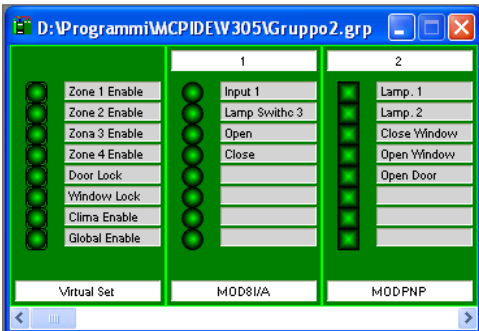 D:\Programmi\MCPIDE\V305\Gruppo2.grp
1
2
Zone 1 Enable
Zone 2 Enable
Zona 3 Enable
Zone 4 Enable
Door Lock
Window Lock
Clima Enable
Global Enable
Input 1
Lamp Swithc 3
Open
Close
Lamp. 1
Lamp. 2
Close Window
Open Window
Open Door
Virtual Set
MOD8I/A
MODPNP